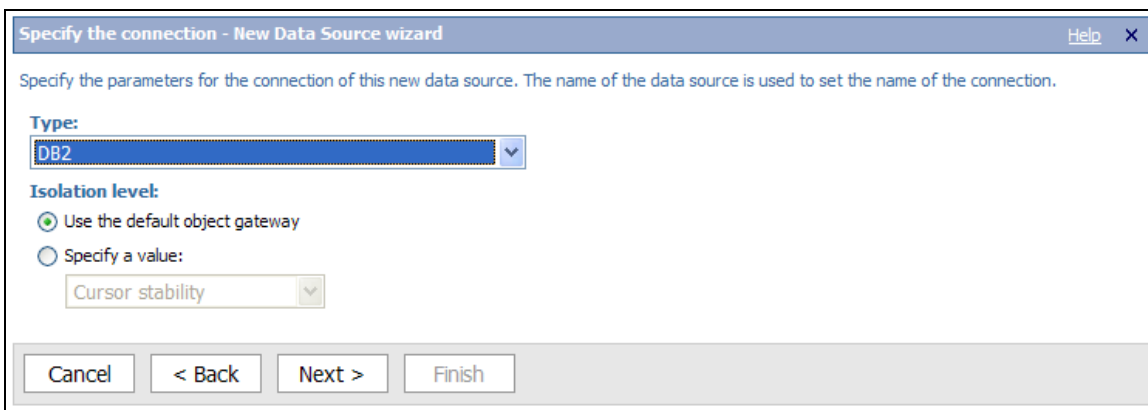 Specify the connection - New Data Source wizard Help X
Specify the parameters for the connection of this new data source. The name of the data source is used to set the name of the connection.
Type:
DB2
Isolation level:
Use the default object gateway
Specify a value:
Cursor stability
Cancel < Back Next > Finish